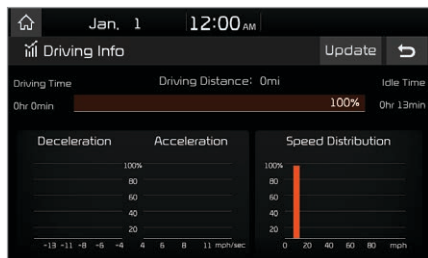 Jan. 1 12:00 AM
Driving Info Update
Driving Time Driving Distance: 0mi Idle Time
0hr 0min 100% 0hr 13min
Deceleration Acceleration Speed Distribution
100% 100%
80 80
60 60
40 40
20 20
-13 -11 -8 -6 -4 4 6 8 11 mph/sec 0 20 40 60 80 mph